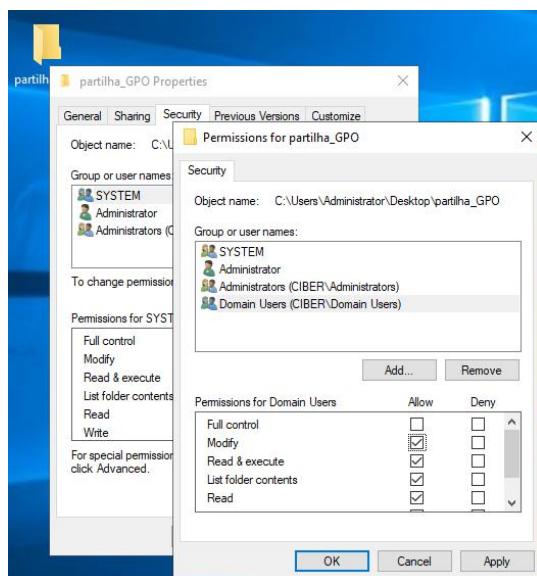 partilh
partilha_GPO Properties
General Sharing Security Previous Versions Customize
Object name: C:\U
Group or user names:
SYSTEM
Administrator
Administrators (C
To change permission
Permissions for SYST
Full control
Modify
Read & execute
List folder contents
Read
Write
For special permission
click Advanced.
Permissions for partilha_GPO
Security
Object name: C:\Users\Administrator\Desktop\partilha_GPO
Group or user names:
SYSTEM
Administrator
Administrators (CIBER\Administrators)
Domain Users (CIBER\Domain Users)
Add... Remove
Permissions for Domain Users Allow Deny
Full control
Modify
Read & execute
List folder contents
Read
OK Cancel Apply